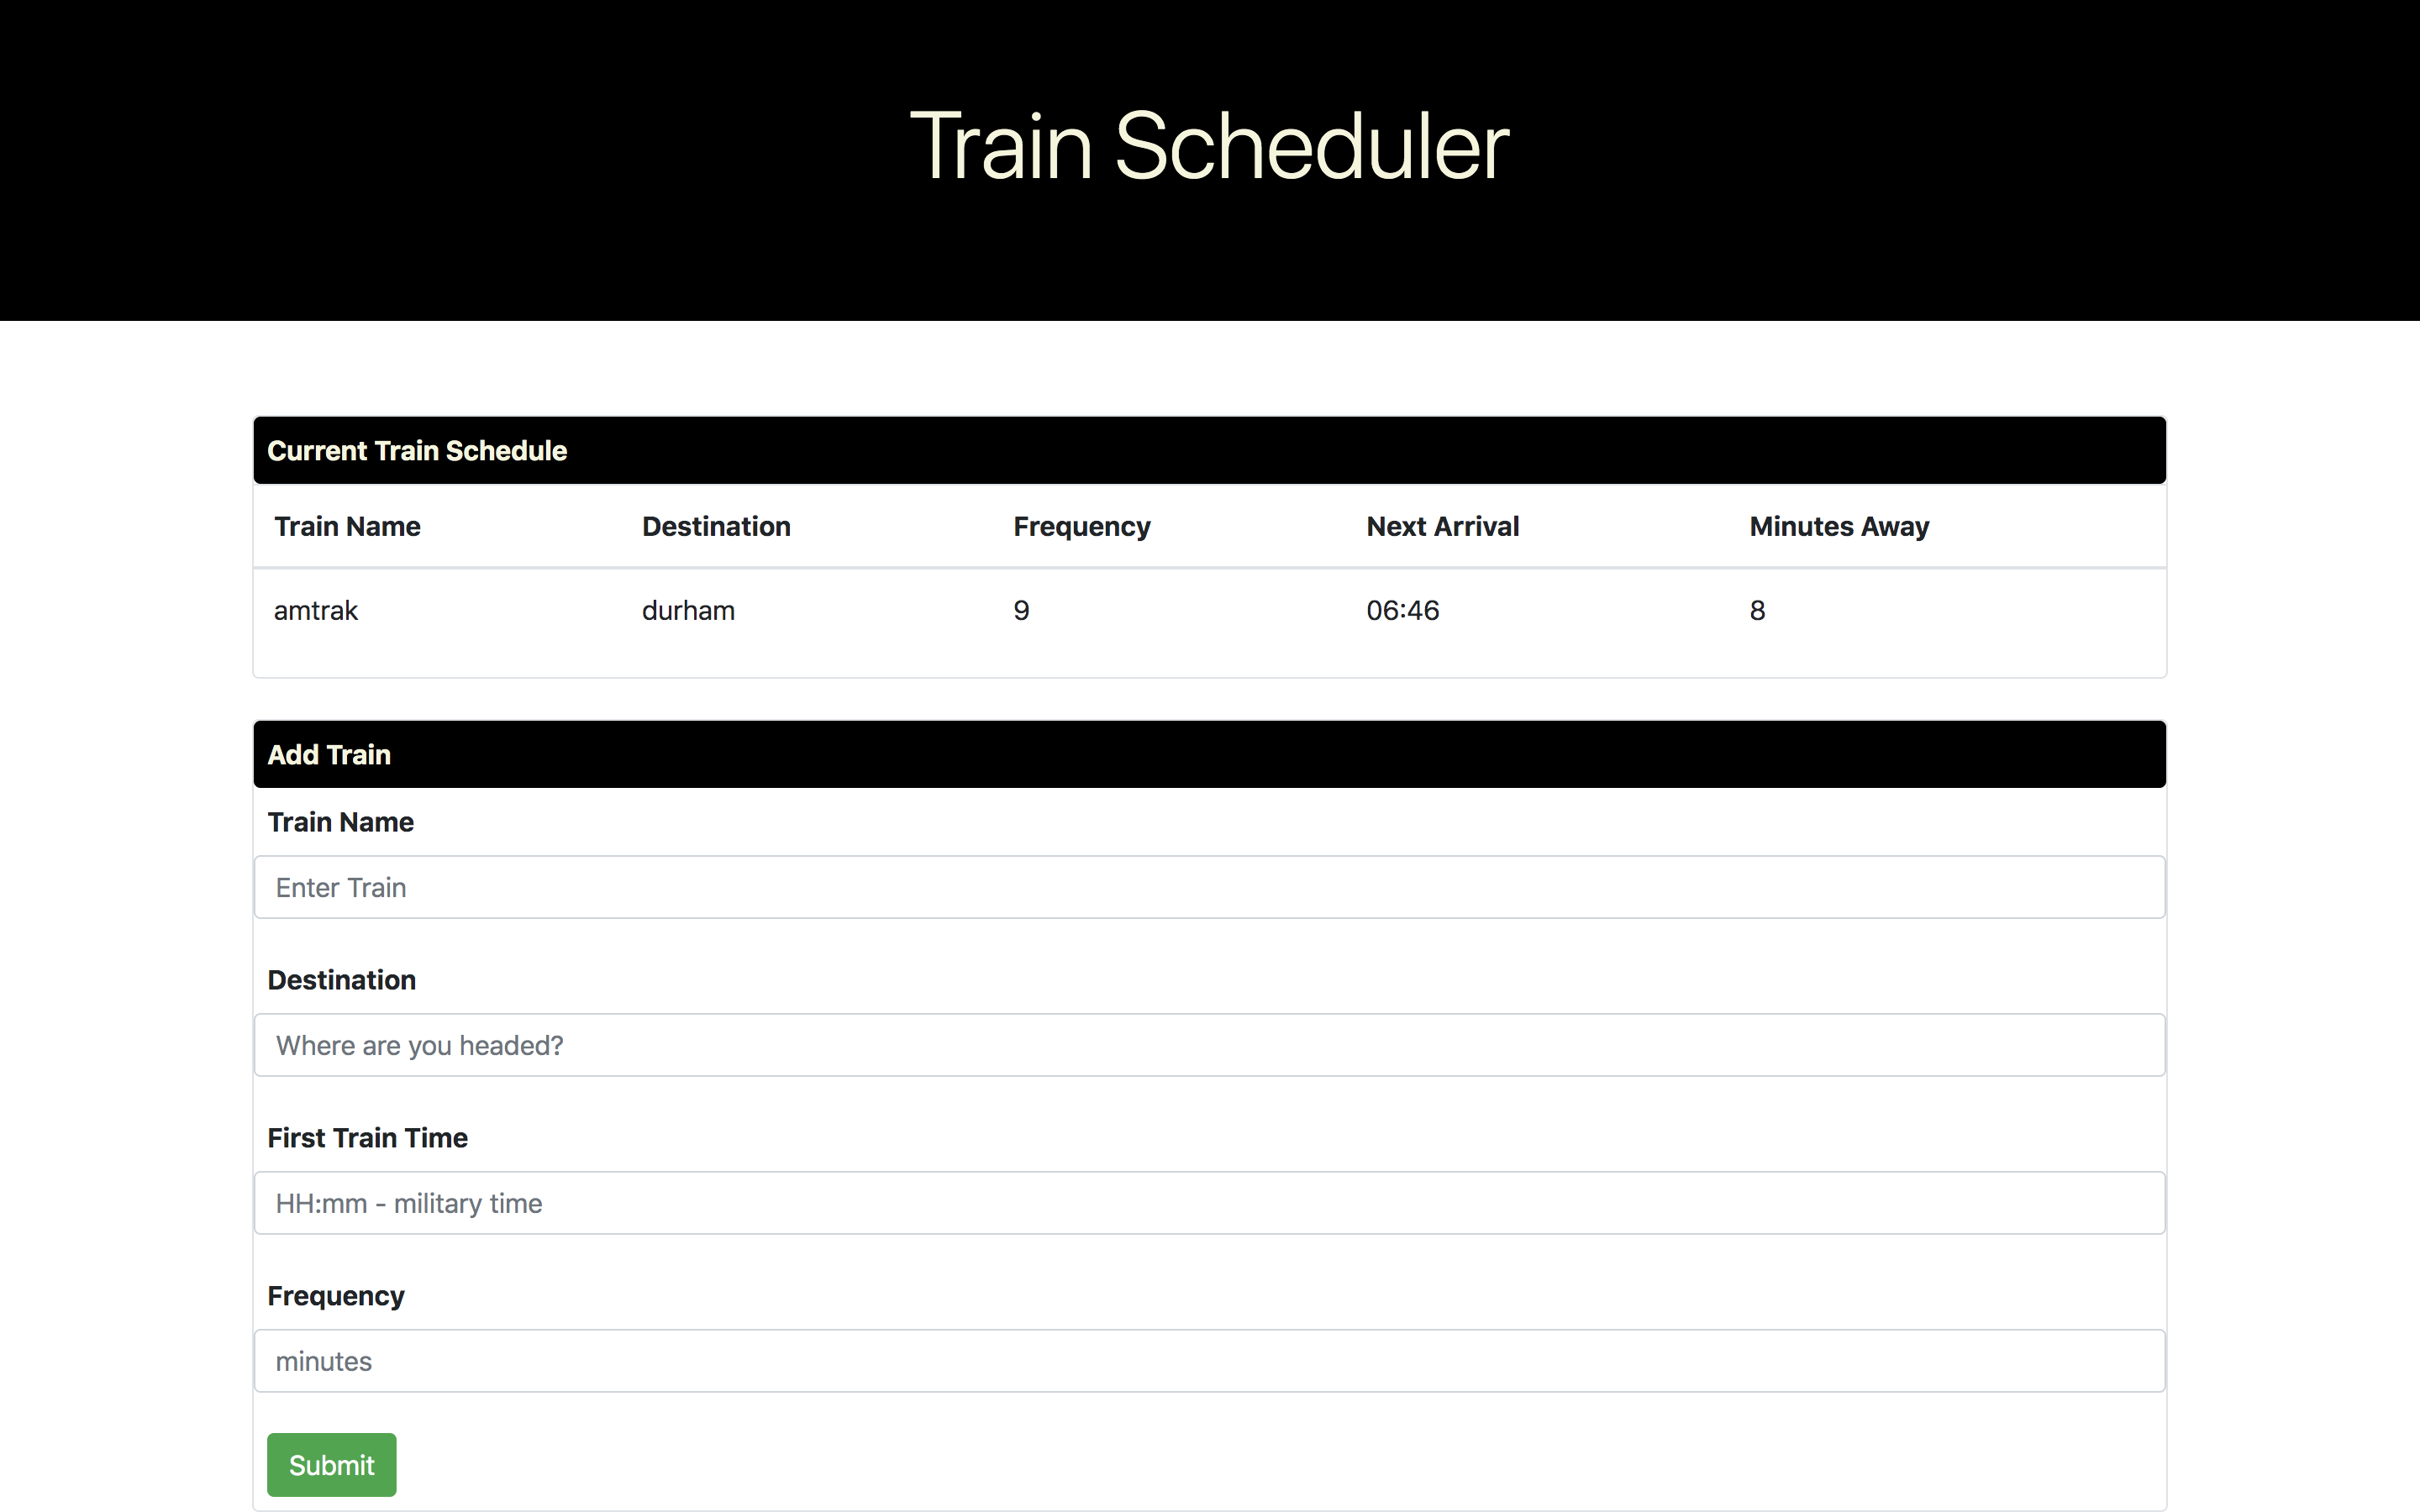 Train Scheduler
Current Train Schedule
Train Name Destination Frequency Next Arrival Minutes Away
amtrak durham 9 06:46 8
Add Train
Train Name
Enter Train
Destination
Where are you headed?
First Train Time
HH:mm - military time
Frequency
minutes
Submit